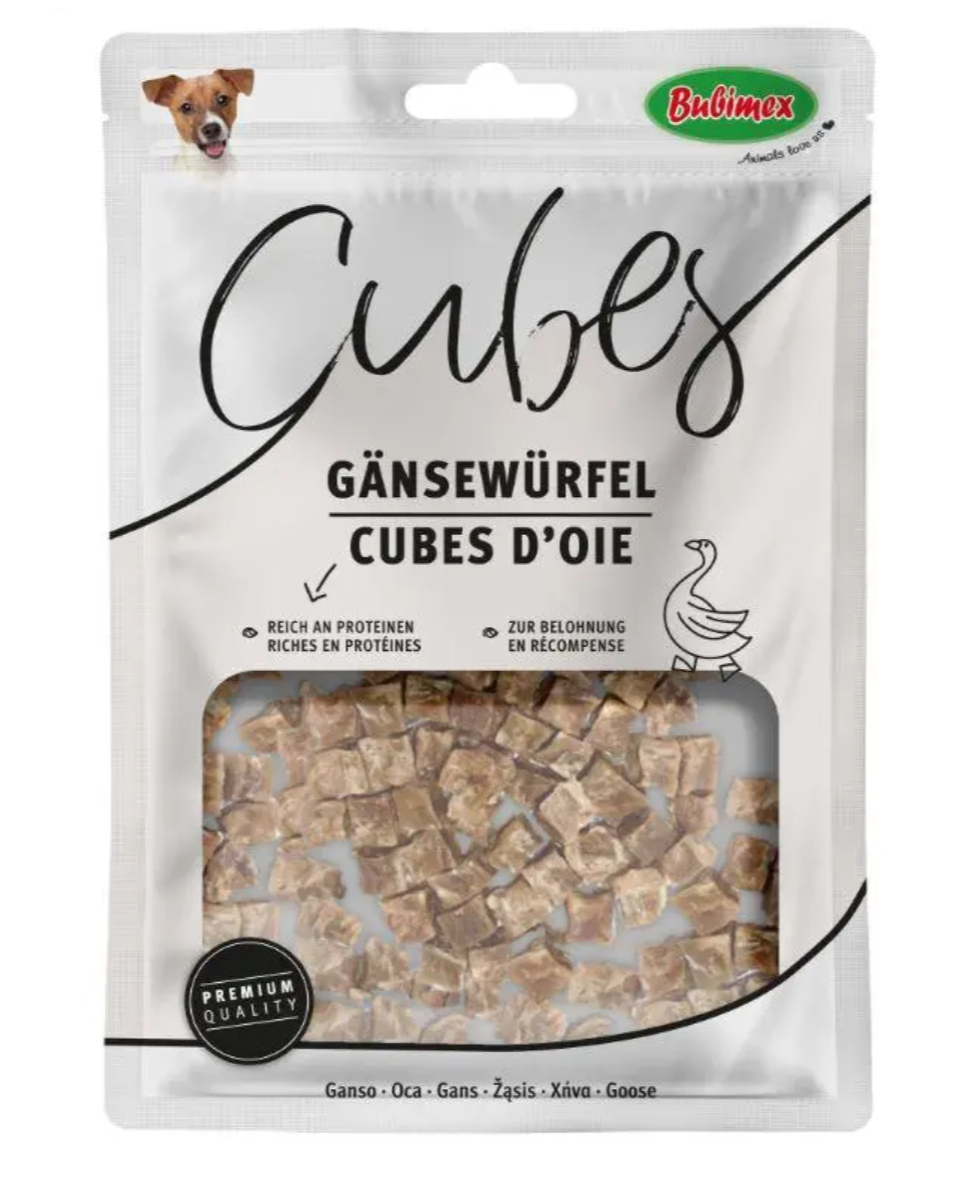 Bubimex
Animals love us
Cubes
GÄNSEWÜRFEL
CUBES D'OIE
REICH AN PROTEINEN
RICHES EN PROTÉINES
ZUR BELOHNUNG
EN RÉCOMPENSE
PREMIUM
QUALITY
Ganso · Oca · Gans · Žąsis · Χήνα · Goose